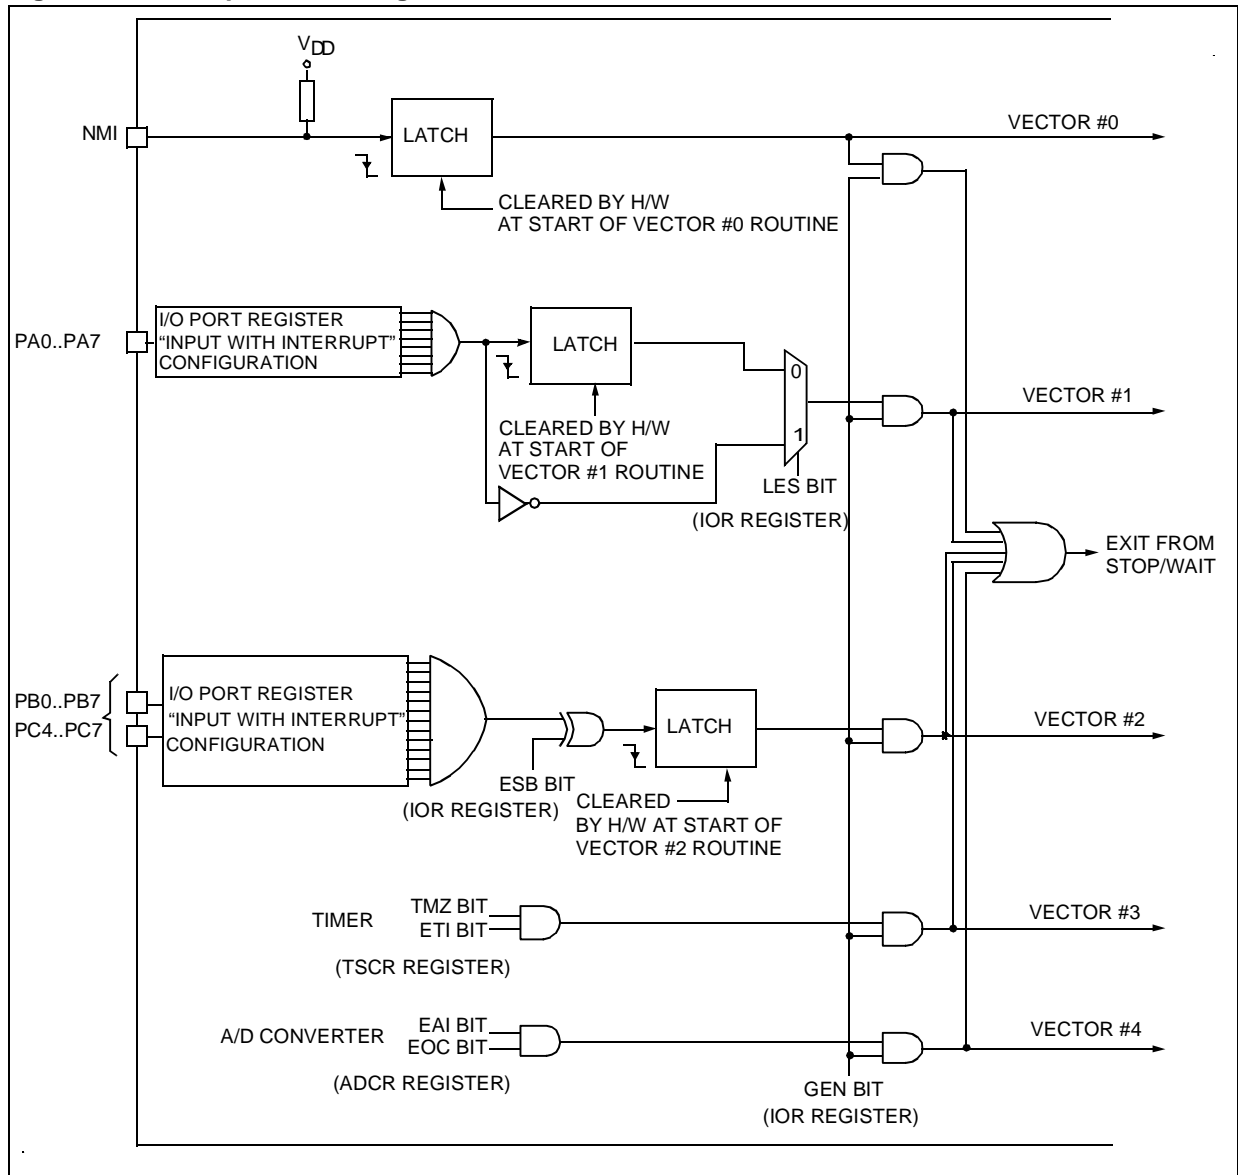 VDD
NMI
LATCH
VECTOR #0
CLEARED BY H/W
AT START OF VECTOR #0 ROUTINE
PA0..PA7
I/O PORT REGISTER
“INPUT WITH INTERRUPT”
CONFIGURATION
LATCH
0
1
VECTOR #1
CLEARED BY H/W
AT START OF
VECTOR #1 ROUTINE
LES BIT
(IOR REGISTER)
EXIT FROM
STOP/WAIT
PB0..PB7
PC4..PC7
I/O PORT REGISTER
“INPUT WITH INTERRUPT”
CONFIGURATION
LATCH
VECTOR #2
ESB BIT
(IOR REGISTER)
CLEARED
BY H/W AT START OF
VECTOR #2 ROUTINE
TIMER
TMZ BIT
ETI BIT
(TSCR REGISTER)
VECTOR #3
A/D CONVERTER
EAI BIT
EOC BIT
(ADCR REGISTER)
VECTOR #4
GEN BIT
(IOR REGISTER)